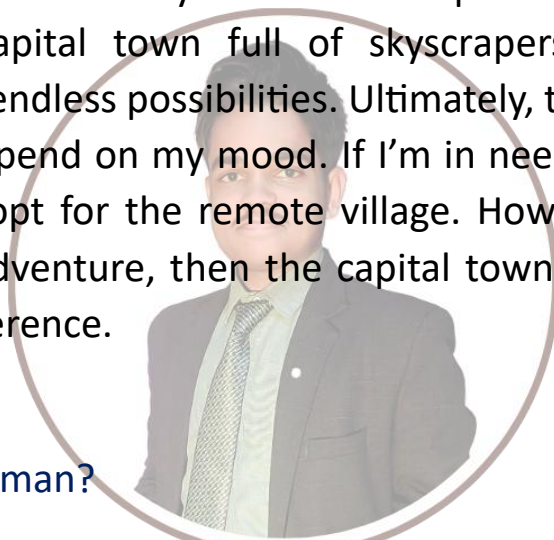 apital town full of skyscrapers
endless possibilities. Ultimately, t
pend on my mood. If I’m in nee
opt for the remote village. How
dventure, then the capital town
erence.
man?